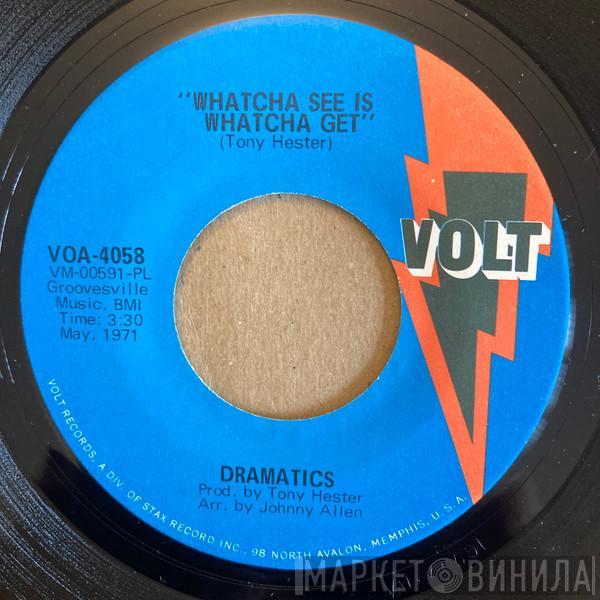 "WHATCHA SEE IS
WHATCHA GET"
(Tony Hester)
VOLT
VOA-4058
VM-00591-PL
Groovesville
Music, BMI
Time: 3:30
May, 1971
DRAMATICS
Prod. by Tony Hester
Arr. by Johnny Allen
VOLT RECORDS, A DIV. OF STAX RECORD INC., 98 NORTH AVALON, MEMPHIS, U.S.A.
МАРКЕТ ВИНИЛА